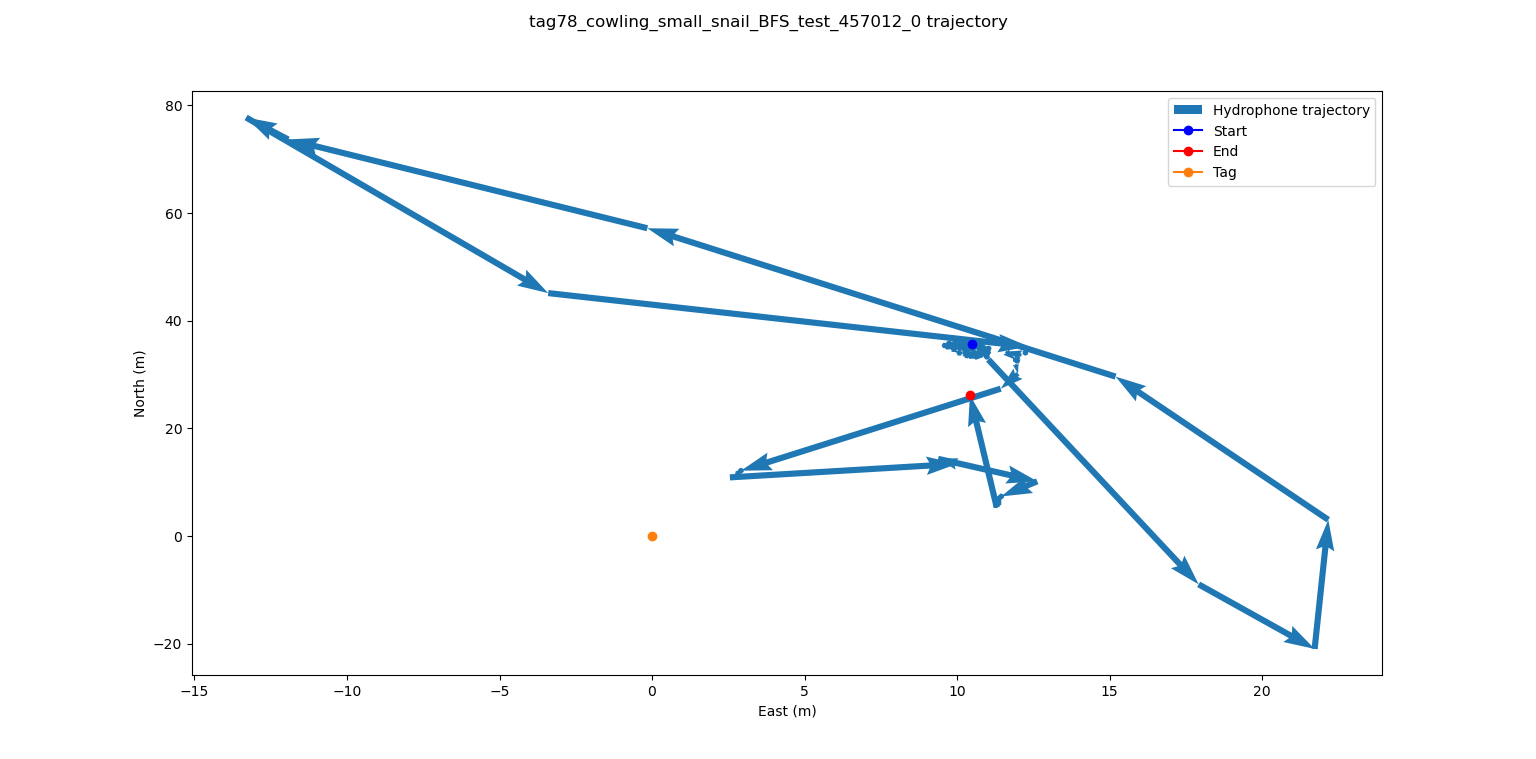 tag78_cowling_small_snail_BFS_test_457012_0 trajectory
Hydrophone trajectory
Start
End
Tag
80
60
40
20
0
−20
North (m)
−15
−10
−5
0
5
10
15
20
East (m)